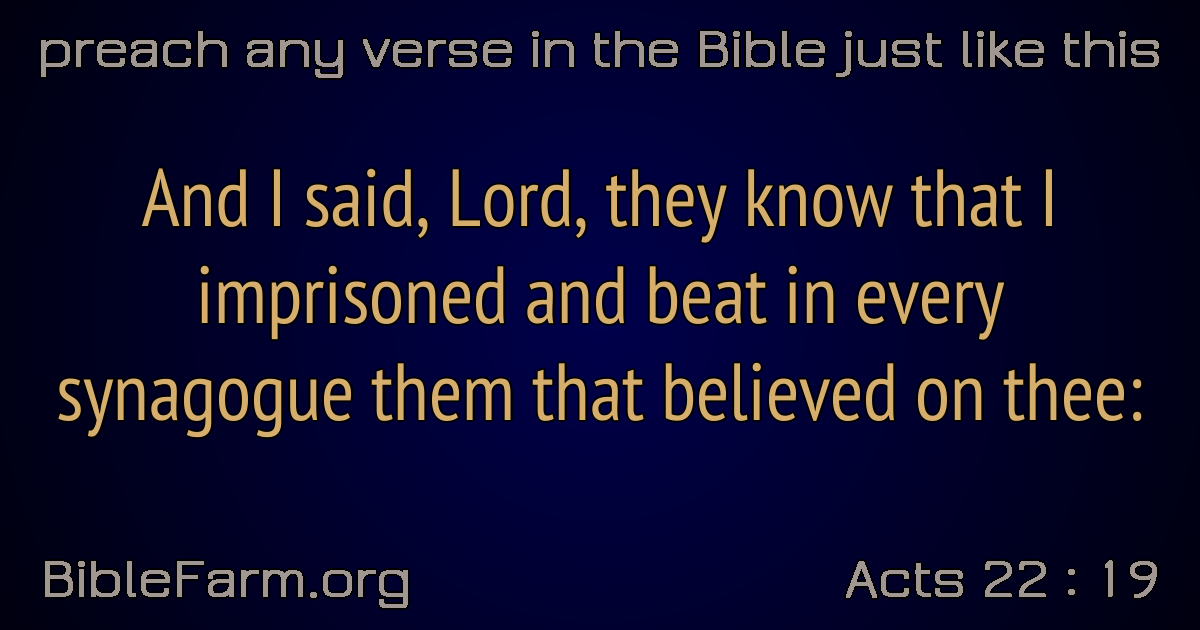 preach any verse in the Bible just like this
And I said, Lord, they know that I
imprisoned and beat in every
synagogue them that believed on thee:
BibleFarm.org
Acts 22 : 19